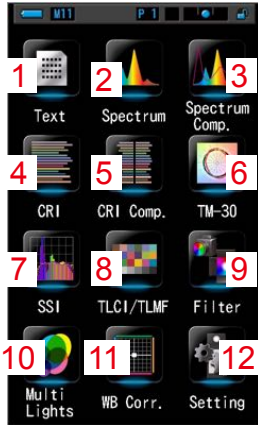 M11 P 1
1 2 3
Text Spectrum Spectrum Comp.
4 5 6
CRI CRI Comp. TM-30
7 8 9
SSI TLCI/TLMF Filter
10 11 12
Multi Lights WB Corr. Setting